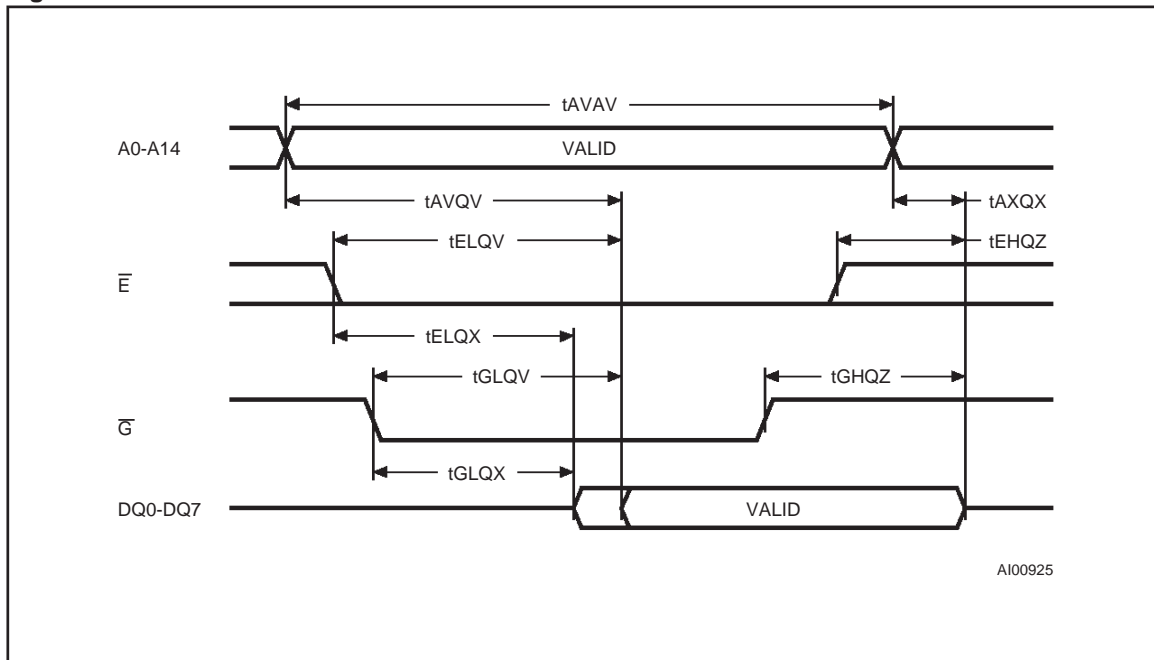 tAVAV
A0-A14
VALID
tAVQV
tAXQX
tELQV
tEHQZ
E̅
tELQX
tGLQV
tGHQZ
G̅
tGLQX
DQ0-DQ7
VALID
AI00925